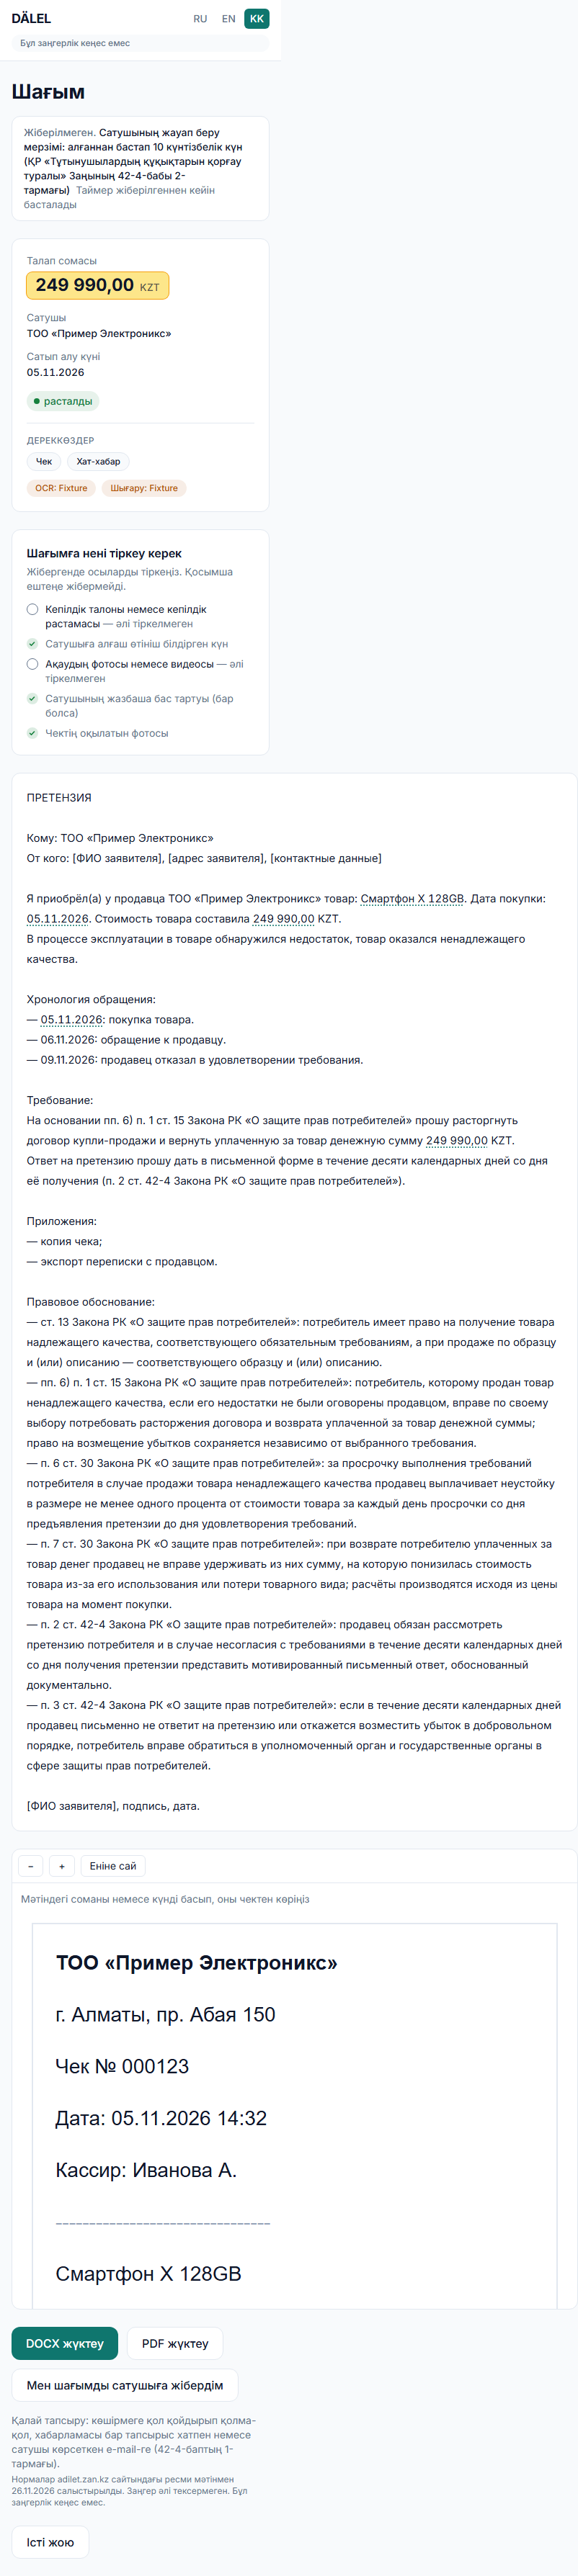 DÄLEL
RU EN KK
Бұл заңгерлік кеңес емес
Шағым
Жіберілмеген. Сатушының жауап беру
мерзімі: алғаннан бастап 10 күнтізбелік күн
(ҚР «Тұтынушылардың құқықтарын қорғау
туралы» Заңының 42-4-бабы 2-
тармағы) Таймер жіберілгеннен кейін
басталады
Талап сомасы
249 990,00 KZT
Сатушы
ТОО «Пример Электроникс»
Сатып алу күні
05.11.2026
расталды
ДЕРЕККӨЗДЕР
Чек Хат-хабар
OCR: Fixture Шығару: Fixture
Шағымға нені тіркеу керек
Жібергенде осыларды тіркеңіз. Қосымша
ештеңе жібермейді.
Кепілдік талоны немесе кепілдік
растамасы — әлі тіркелмеген
Сатушыға алғаш өтініш білдірген күн
Ақаудың фотосы немесе видеосы — әлі
тіркелмеген
Сатушының жазбаша бас тартуы (бар
болса)
Чектің оқылатын фотосы
ПРЕТЕНЗИЯ
Кому: ТОО «Пример Электроникс»
От кого: [ФИО заявителя], [адрес заявителя], [контактные данные]
Я приобрёл(а) у продавца ТОО «Пример Электроникс» товар: Смартфон X 128GB. Дата покупки:
05.11.2026. Стоимость товара составила 249 990,00 KZT.
В процессе эксплуатации в товаре обнаружился недостаток, товар оказался ненадлежащего
качества.
Хронология обращения:
— 05.11.2026: покупка товара.
— 06.11.2026: обращение к продавцу.
— 09.11.2026: продавец отказал в удовлетворении требования.
Требование:
На основании пп. 6) п. 1 ст. 15 Закона РК «О защите прав потребителей» прошу расторгнуть
договор купли-продажи и вернуть уплаченную за товар денежную сумму 249 990,00 KZT.
Ответ на претензию прошу дать в письменной форме в течение десяти календарных дней со дня
её получения (п. 2 ст. 42-4 Закона РК «О защите прав потребителей»).
Приложения:
— копия чека;
— экспорт переписки с продавцом.
Правовое обоснование:
— ст. 13 Закона РК «О защите прав потребителей»: потребитель имеет право на получение товара
надлежащего качества, соответствующего обязательным требованиям, а при продаже по образцу
и (или) описанию — соответствующего образцу и (или) описанию.
— пп. 6) п. 1 ст. 15 Закона РК «О защите прав потребителей»: потребитель, которому продан товар
ненадлежащего качества, если его недостатки не были оговорены продавцом, вправе по своему
выбору потребовать расторжения договора и возврата уплаченной за товар денежной суммы;
право на возмещение убытков сохраняется независимо от выбранного требования.
— п. 6 ст. 30 Закона РК «О защите прав потребителей»: за просрочку выполнения требований
потребителя в случае продажи товара ненадлежащего качества продавец выплачивает неустойку
в размере не менее одного процента от стоимости товара за каждый день просрочки со дня
предъявления претензии до дня удовлетворения требований.
— п. 7 ст. 30 Закона РК «О защите прав потребителей»: при возврате потребителю уплаченных за
товар денег продавец не вправе удерживать из них сумму, на которую понизилась стоимость
товара из-за его использования или потери товарного вида; расчёты производятся исходя из цены
товара на момент покупки.
— п. 2 ст. 42-4 Закона РК «О защите прав потребителей»: продавец обязан рассмотреть
претензию потребителя и в случае несогласия с требованиями в течение десяти календарных дней
со дня получения претензии представить мотивированный письменный ответ, обоснованный
документально.
— п. 3 ст. 42-4 Закона РК «О защите прав потребителей»: если в течение десяти календарных дней
продавец письменно не ответит на претензию или откажется возместить убыток в добровольном
порядке, потребитель вправе обратиться в уполномоченный орган и государственные органы в
сфере защиты прав потребителей.
[ФИО заявителя], подпись, дата.
− + Еніне сай
Мәтіндегі соманы немесе күнді басып, оны чектен көріңіз
ТОО «Пример Электроникс»
г. Алматы, пр. Абая 150
Чек № 000123
Дата: 05.11.2026 14:32
Кассир: Иванова А.
--------------------------------
Смартфон X 128GB
DOCX жүктеу PDF жүктеу
Мен шағымды сатушыға жібердім
Қалай тапсыру: көшірмеге қол қойдырып қолма-
қол, хабарламасы бар тапсырыс хатпен немесе
сатушы көрсеткен e-mail-ге (42-4-баптың 1-
тармағы).
Нормалар adilet.zan.kz сайтындағы ресми мәтінмен
26.11.2026 салыстырылды. Заңгер әлі тексермеген. Бұл
заңгерлік кеңес емес.
Істі жою